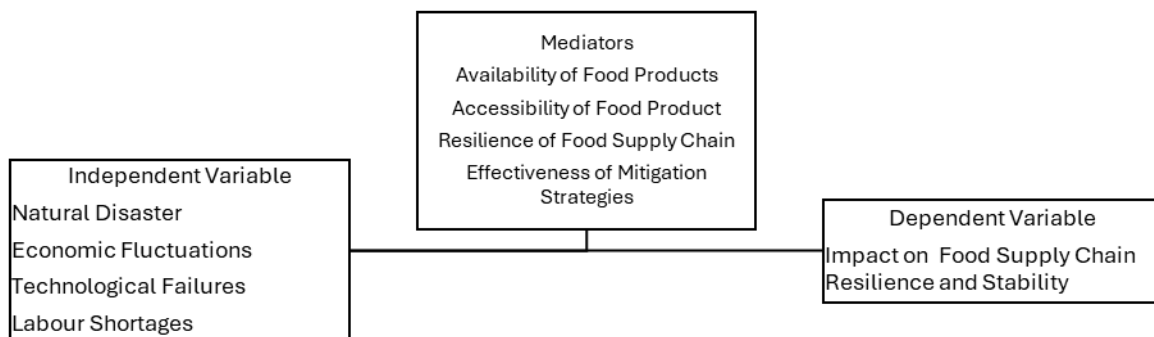 Mediators
Availability of Food Products
Accessibility of Food Product
Resilience of Food Supply Chain
Effectiveness of Mitigation
Strategies
Independent Variable
Natural Disaster
Economic Fluctuations
Technological Failures
Labour Shortages
Dependent Variable
Impact on Food Supply Chain
Resilience and Stability